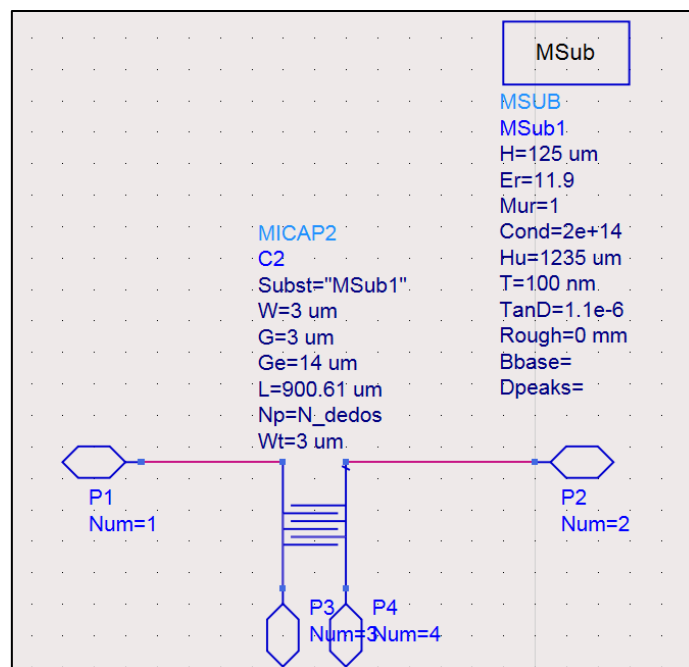 MSub
MSUB
MSub1
H=125 um
Er=11.9
Mur=1
Cond=2e+14
Hu=1235 um
T=100 nm
TanD=1.1e-6
Rough=0 mm
Bbase=
Dpeaks=
MICAP2
C2
Subst="MSub1"
W=3 um
G=3 um
Ge=14 um
L=900.61 um
Np=N_dedos
Wt=3 um
P1
Num=1
P2
Num=2
P3
Num=3
P4
Num=4